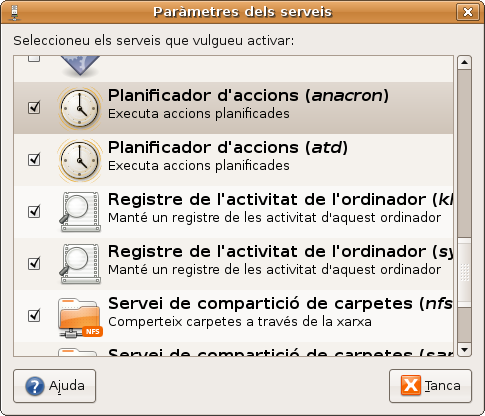 Paràmetres dels serveis
Seleccioneu els serveis que vulgueu activar:
Planificador d'accions (anacron)
Executa accions planificades
Planificador d'accions (atd)
Executa accions planificades
Registre de l'activitat de l'ordinador (kl
Manté un registre de les activitat d'aquest ordinador
Registre de l'activitat de l'ordinador (sy
Manté un registre de les activitat d'aquest ordinador
Servei de compartició de carpetes (nfs
Comperteix carpetes a través de la xarxa
NFS
Servei de compartició de carpetes (sam
Ajuda
Tanca